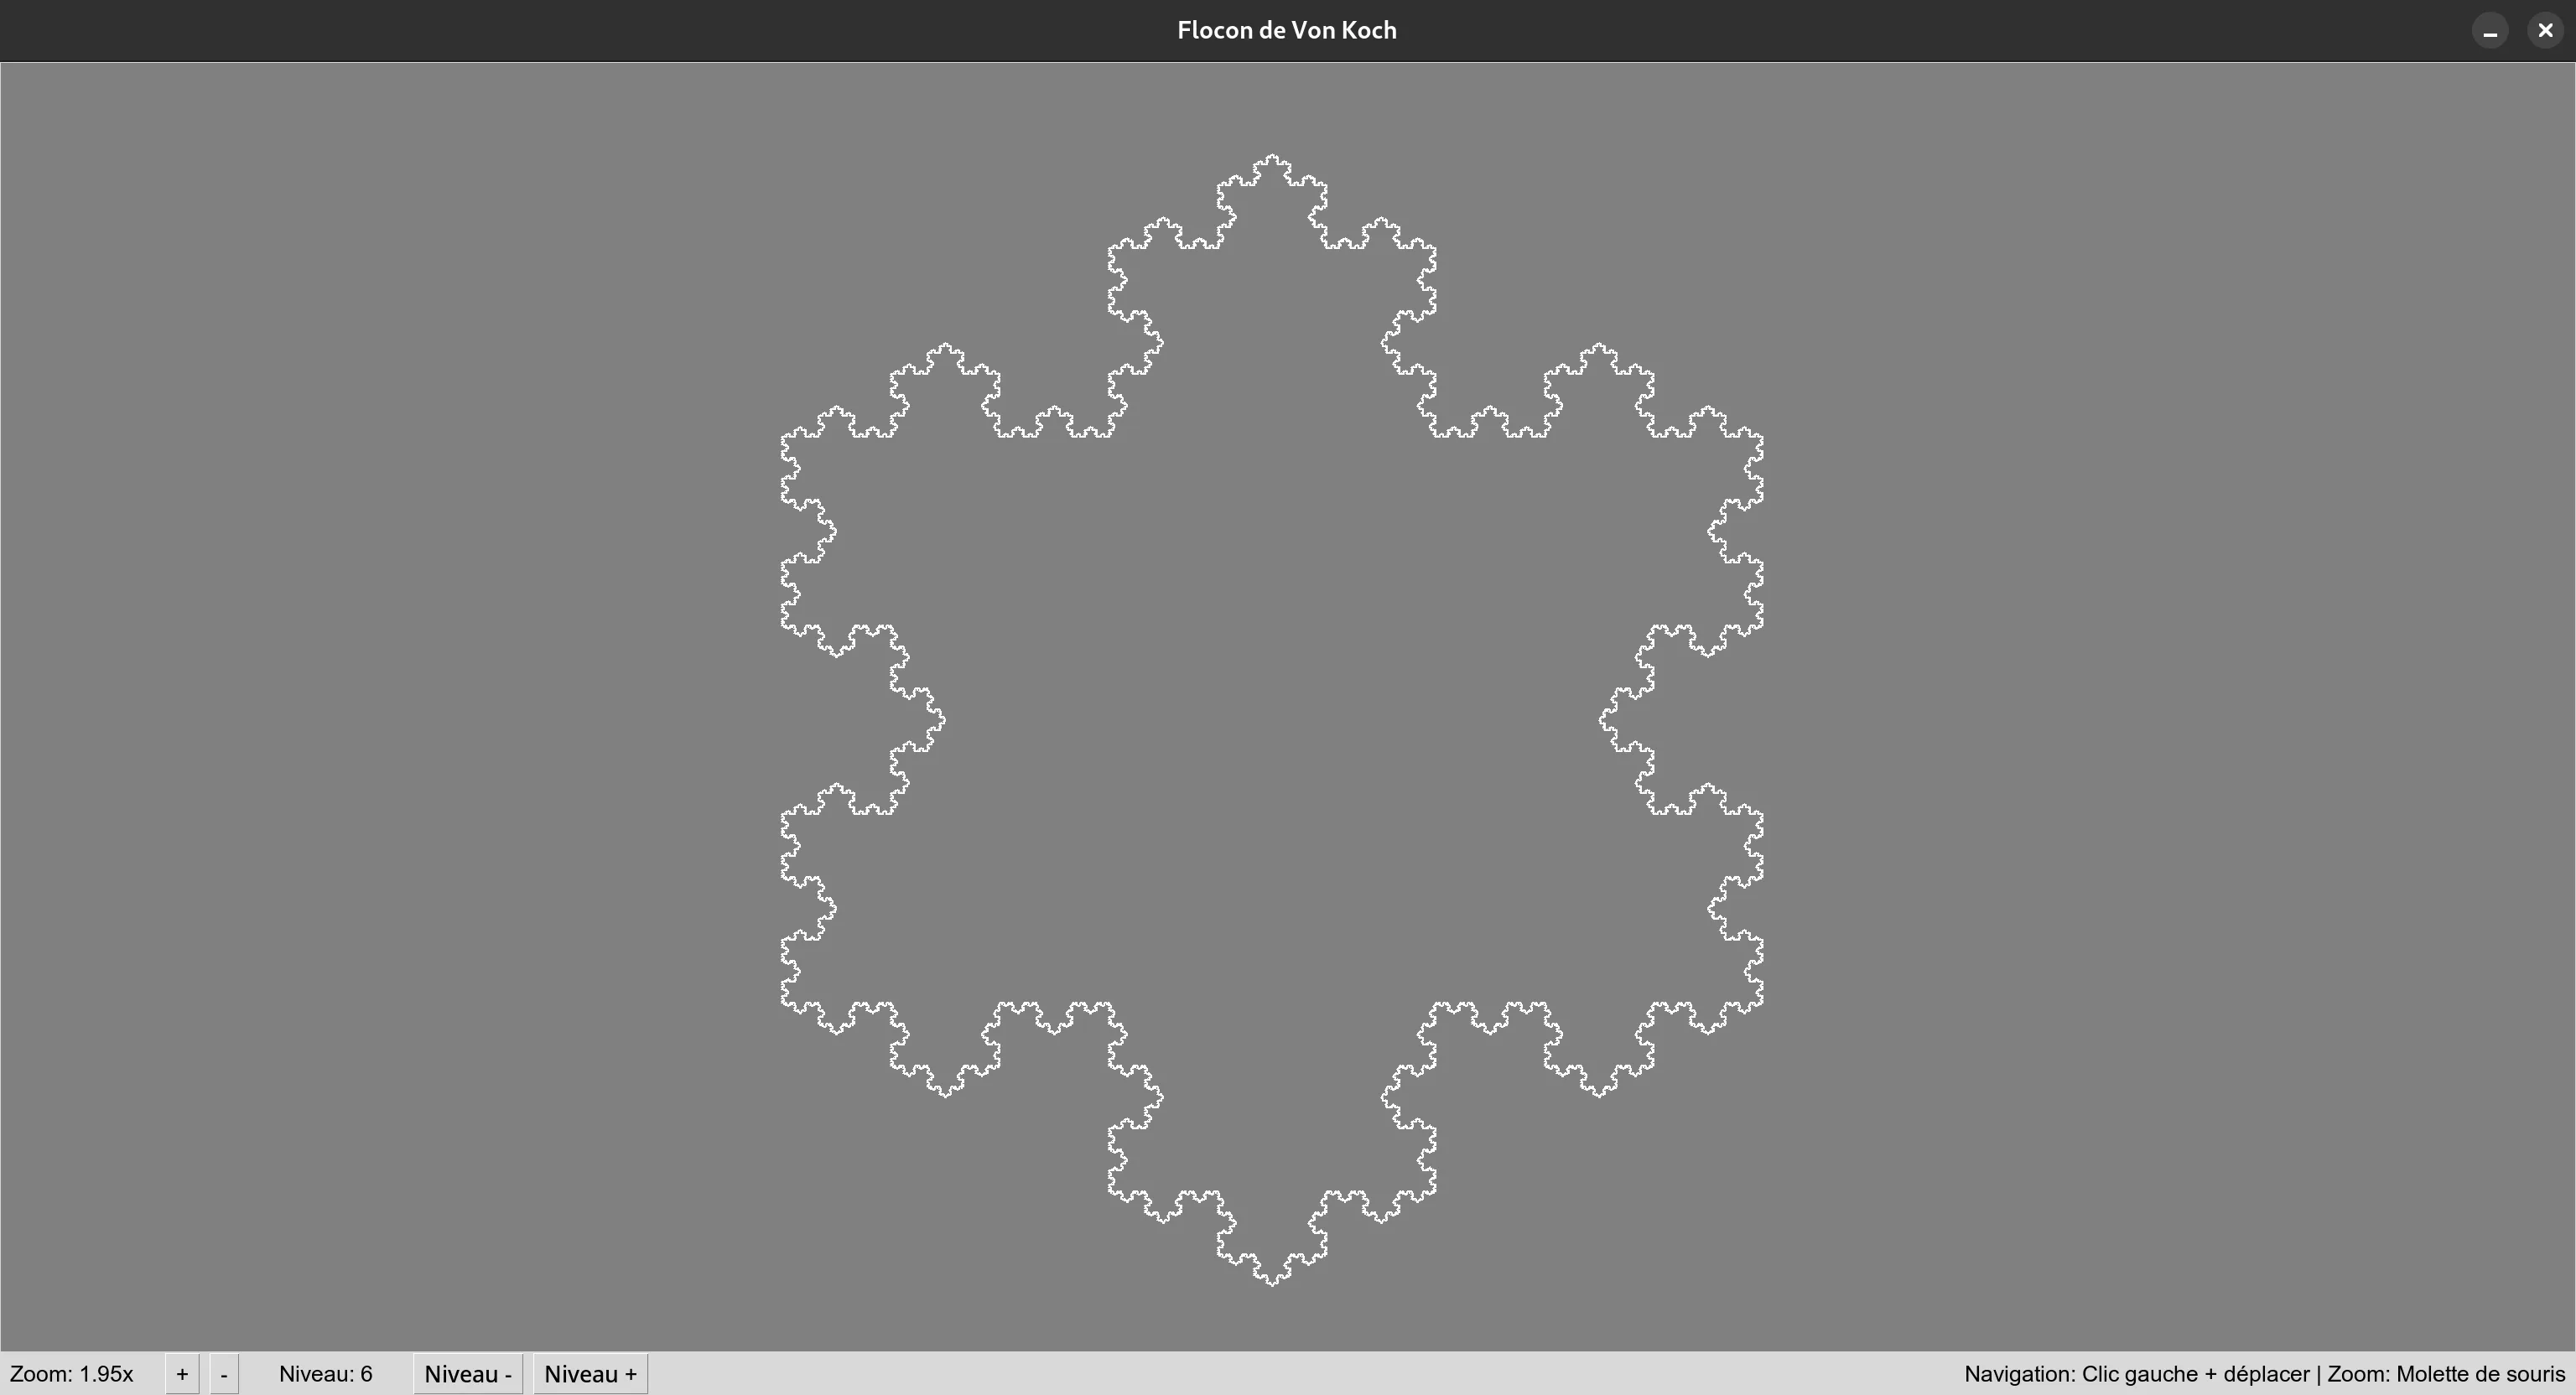 Flocon de Von Koch
Zoom: 1.95x + - Niveau: 6 Niveau - Niveau + Navigation: Clic gauche + déplacer | Zoom: Molette de souris